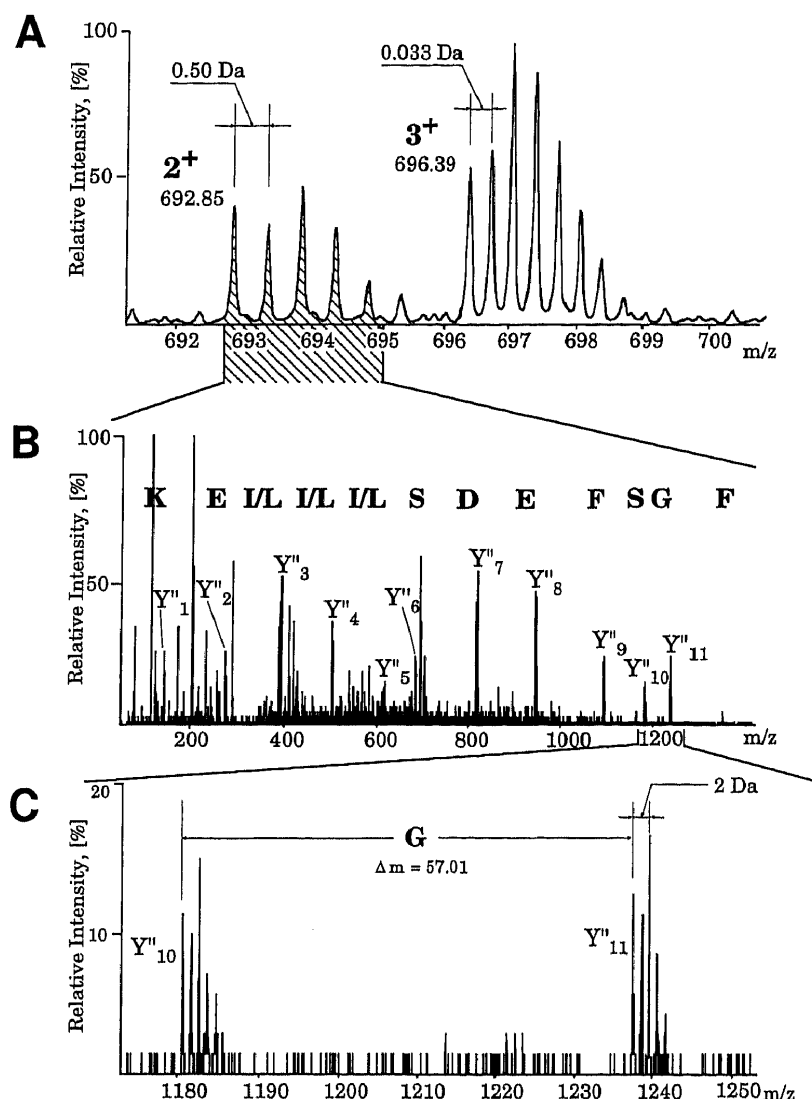 A
100
50
Relative Intensity, [%]
0.50 Da
0.033 Da
2+
692.85
3+
696.39
692 693 694 695 696 697 698 699 700
m/z
B
100
50
Relative Intensity, [%]
K E I/L I/L I/L S D E F S G F
Y"1
Y"2
Y"3
Y"4
Y"5
Y"6
Y"7
Y"8
Y"9
Y"10
Y"11
200 400 600 800 1000 1200
m/z
C
20
10
Relative Intensity, [%]
G
Δ m = 57.01
2 Da
Y"10
Y"11
1180 1190 1200 1210 1220 1230 1240 1250 m/z